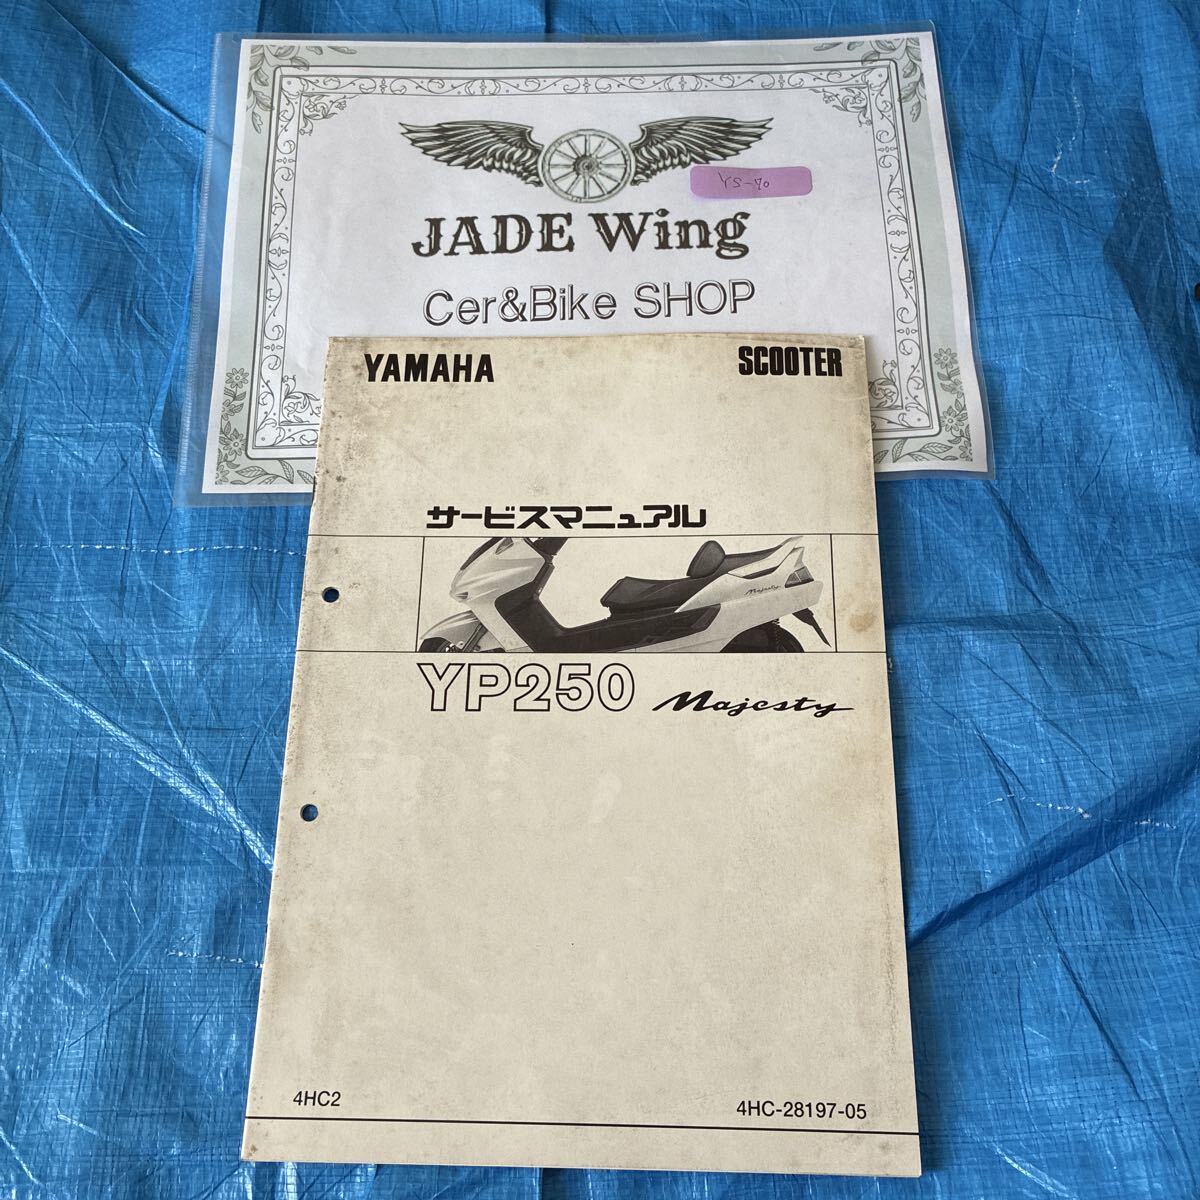 YS-70
JADE Wing
Cer&Bike SHOP
YAMAHA
SCOOTER
サービスマニュアル
Majesty
YP250 Majesty
4HC2
4HC-28197-05